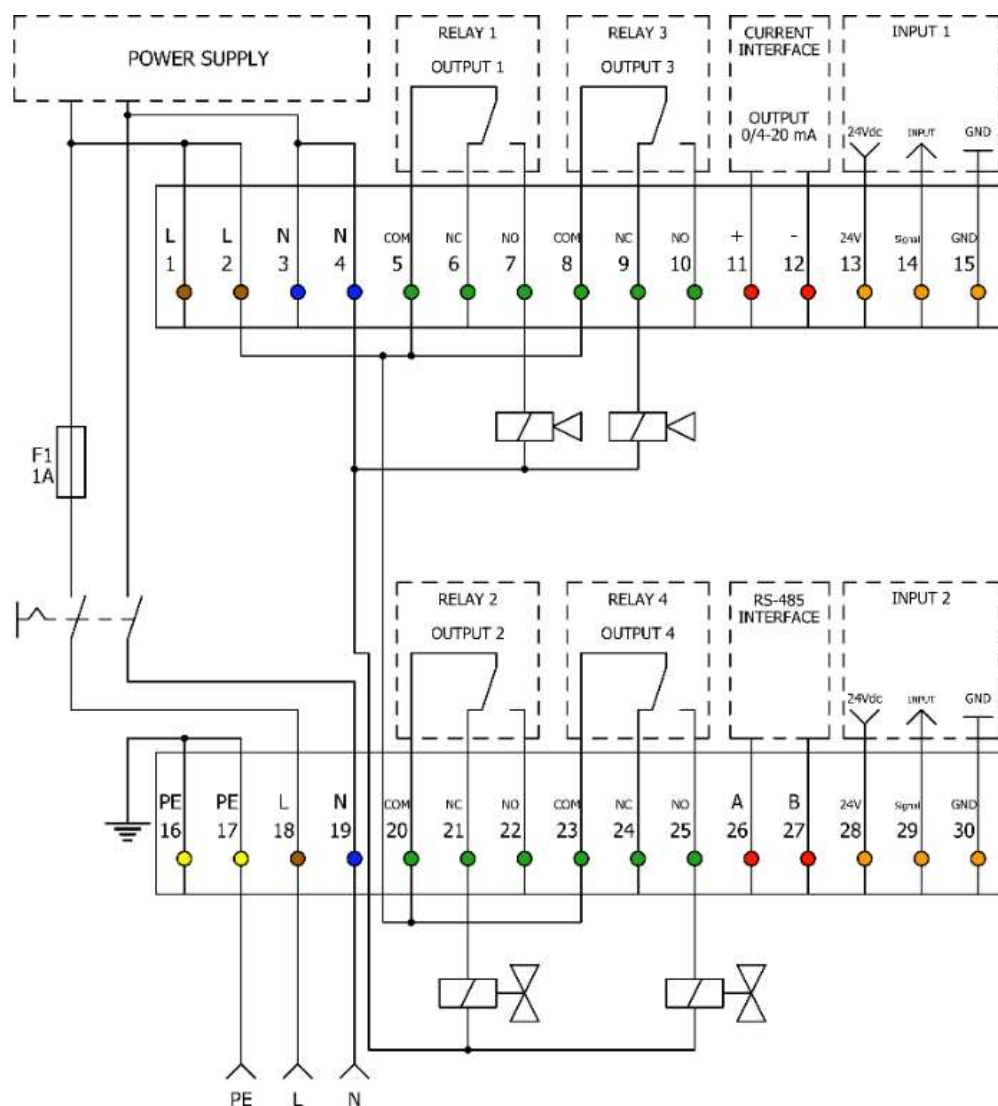 POWER SUPPLY
RELAY 1
OUTPUT 1
RELAY 3
OUTPUT 3
CURRENT
INTERFACE
OUTPUT
0/4-20 mA
INPUT 1
24Vdc INPUT GND
L L N N COM NC NO COM NC NO + - 24V Signal GND
1 2 3 4 5 6 7 8 9 10 11 12 13 14 15
F1
1A
RELAY 2
OUTPUT 2
RELAY 4
OUTPUT 4
RS-485
INTERFACE
INPUT 2
24Vdc INPUT GND
PE PE L N COM NC NO COM NC NO A B 24V Signal GND
16 17 18 19 20 21 22 23 24 25 26 27 28 29 30
PE L N